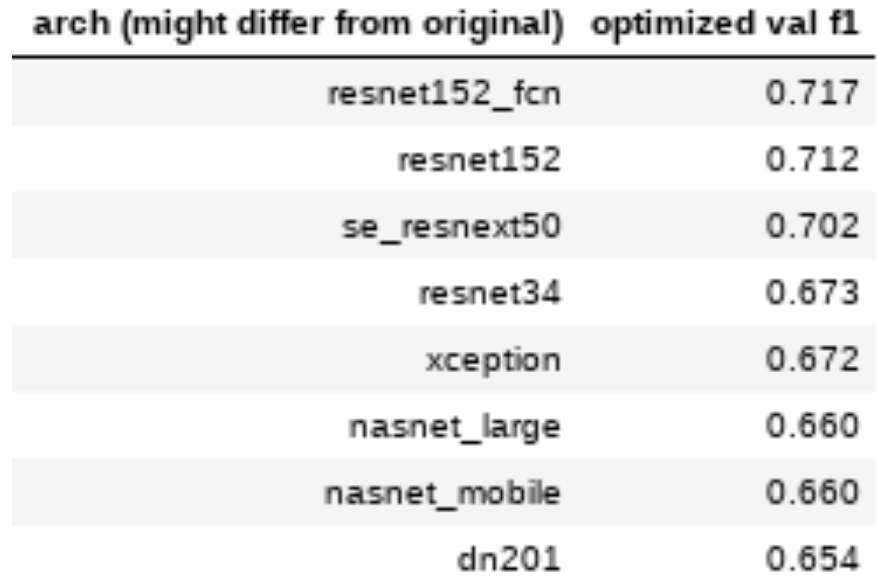 arch (might differ from original) optimized val f1
resnet152_fcn 0.717
resnet152 0.712
se_resnext50 0.702
resnet34 0.673
xception 0.672
nasnet_large 0.660
nasnet_mobile 0.660
dn201 0.654